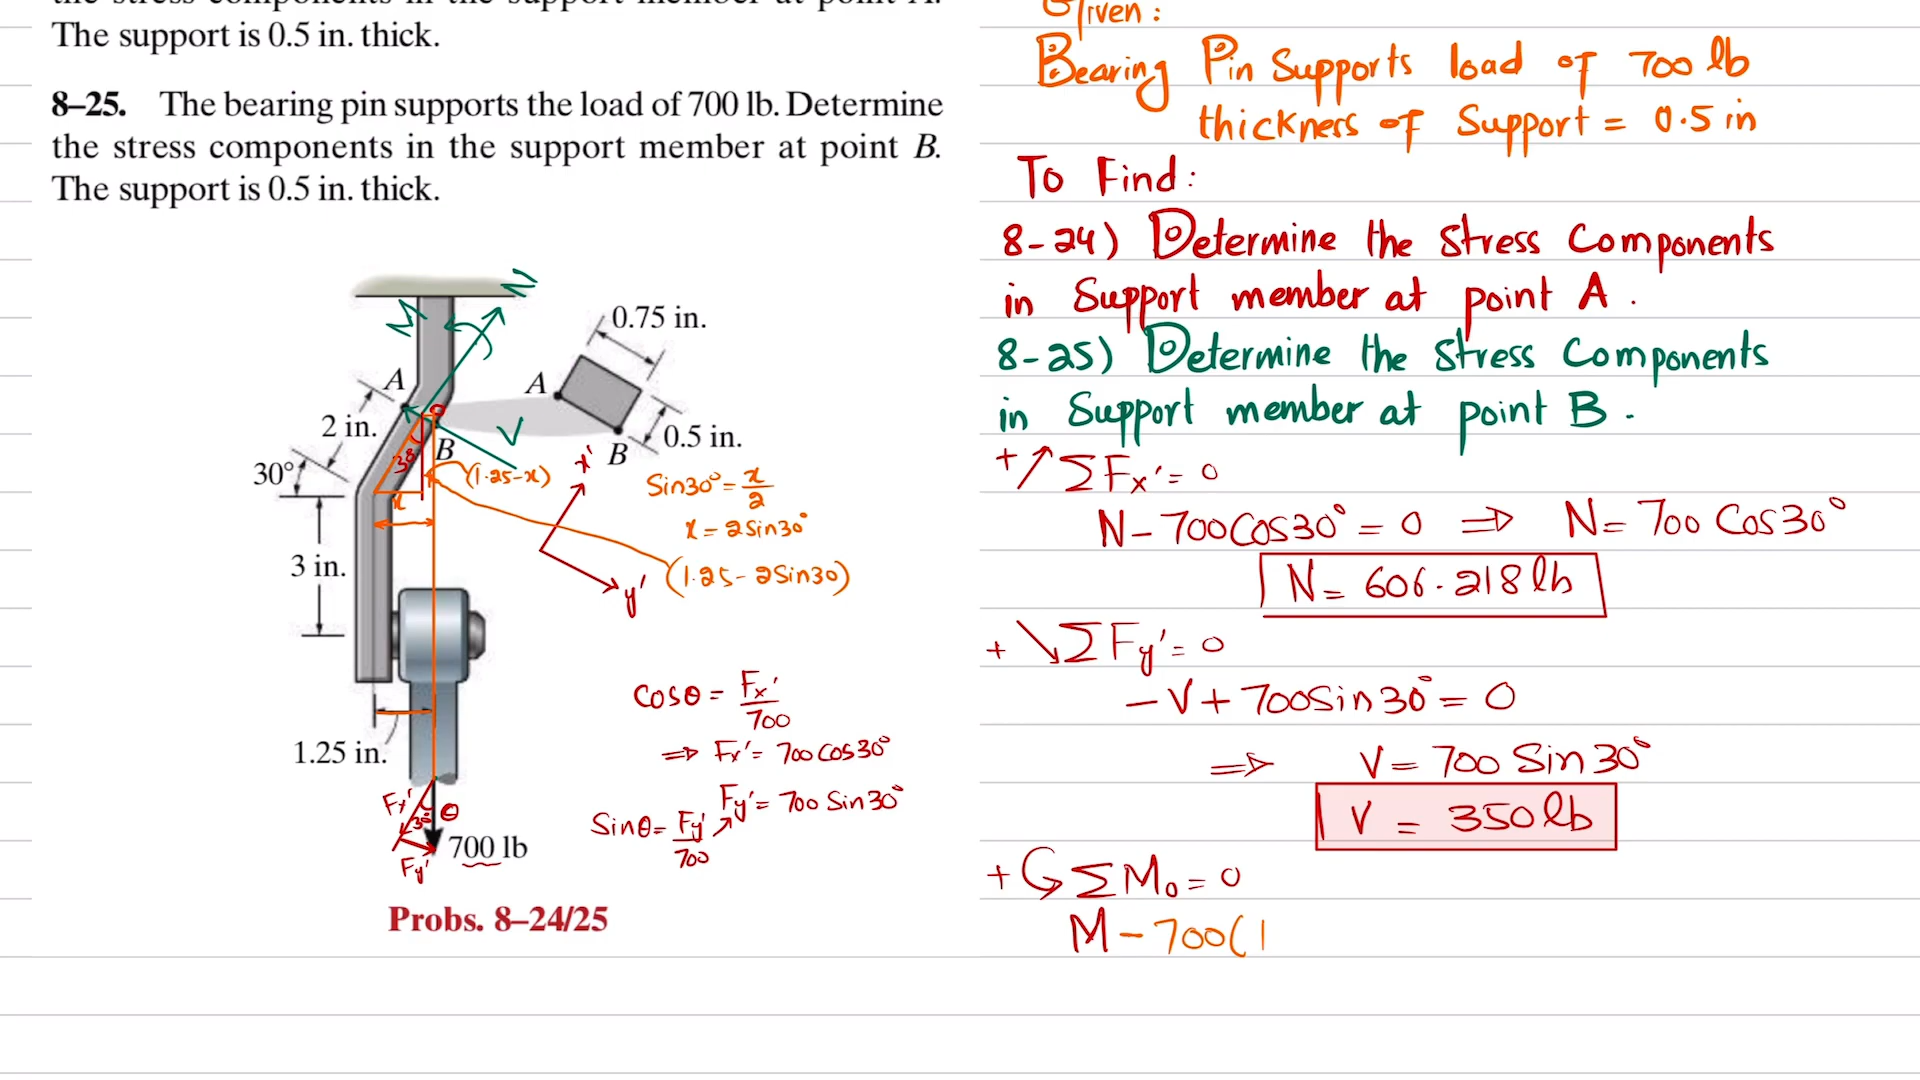 The support is 0.5 in. thick.
8–25. The bearing pin supports the load of 700 lb. Determine
the stress components in the support member at point B.
The support is 0.5 in. thick.
N
M
0.75 in.
A
A
2 in.
V
0.5 in.
B
B
30°
30
(1.25-x)
x
x'
y'
Sin30° = x/2
x = 2Sin30°
(1.25 - 2Sin30)
3 in.
1.25 in.
Cosθ = Fx'/700
⇒ Fx' = 700 Cos30°
Sinθ = Fy'/700
Fy' = 700 Sin30°
Fx'
30
θ
Fy'
700 lb
Probs. 8–24/25
Given :
Bearing Pin Supports load of 700 lb
thickness of Support = 0.5 in
To Find :
8-24) Determine the Stress Components
in Support member at point A .
8-25) Determine the Stress Components
in Support member at point B .
+↗ ΣFx' = 0
N - 700Cos30° = 0 ⇒ N = 700 Cos30°
N = 606.218 lb
+ ↘ ΣFy' = 0
-V + 700Sin30° = 0
⇒ V = 700 Sin30°
V = 350 lb
+↺ ΣMo = 0
M - 700(1